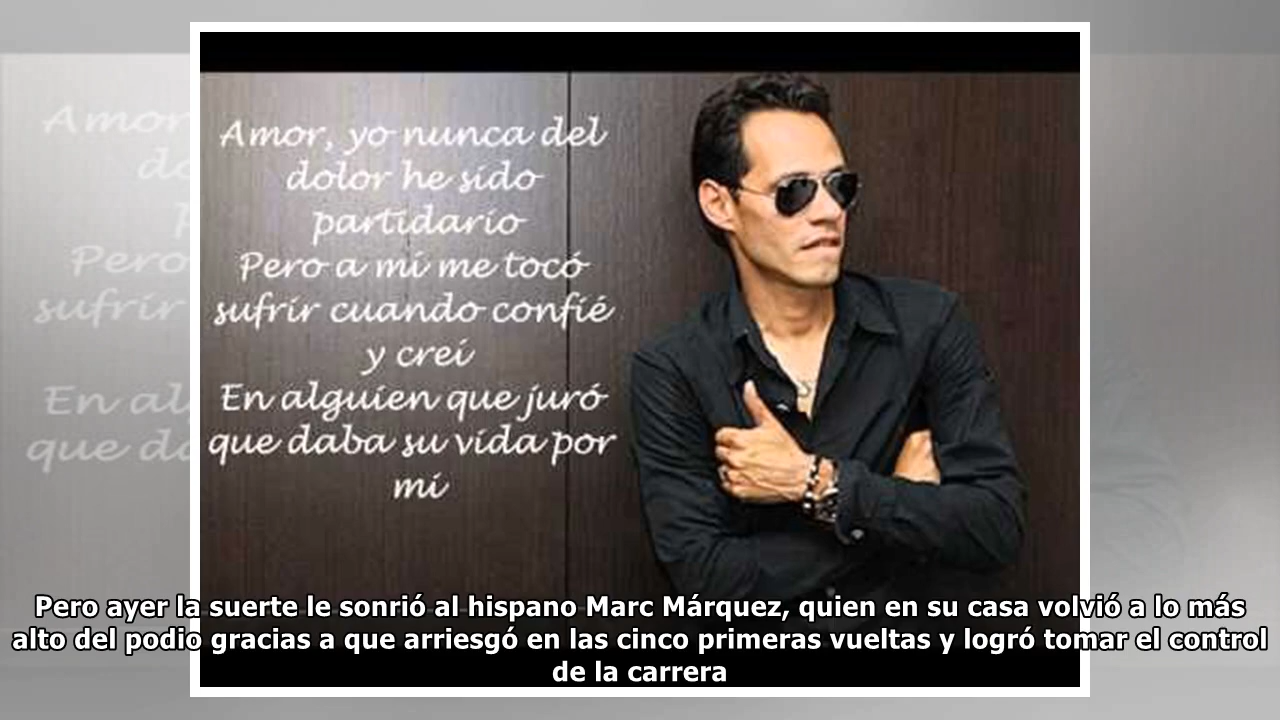 Amor, yo nunca del
dolor he sido
partidario
Pero a mi me tocó
sufrir cuando confié
y creí
En alguien que juró
que daba su vida por
mi
Pero ayer la suerte le sonrió al hispano Marc Márquez, quien en su casa volvió a lo más
alto del podio gracias a que arriesgó en las cinco primeras vueltas y logró tomar el control
de la carrera